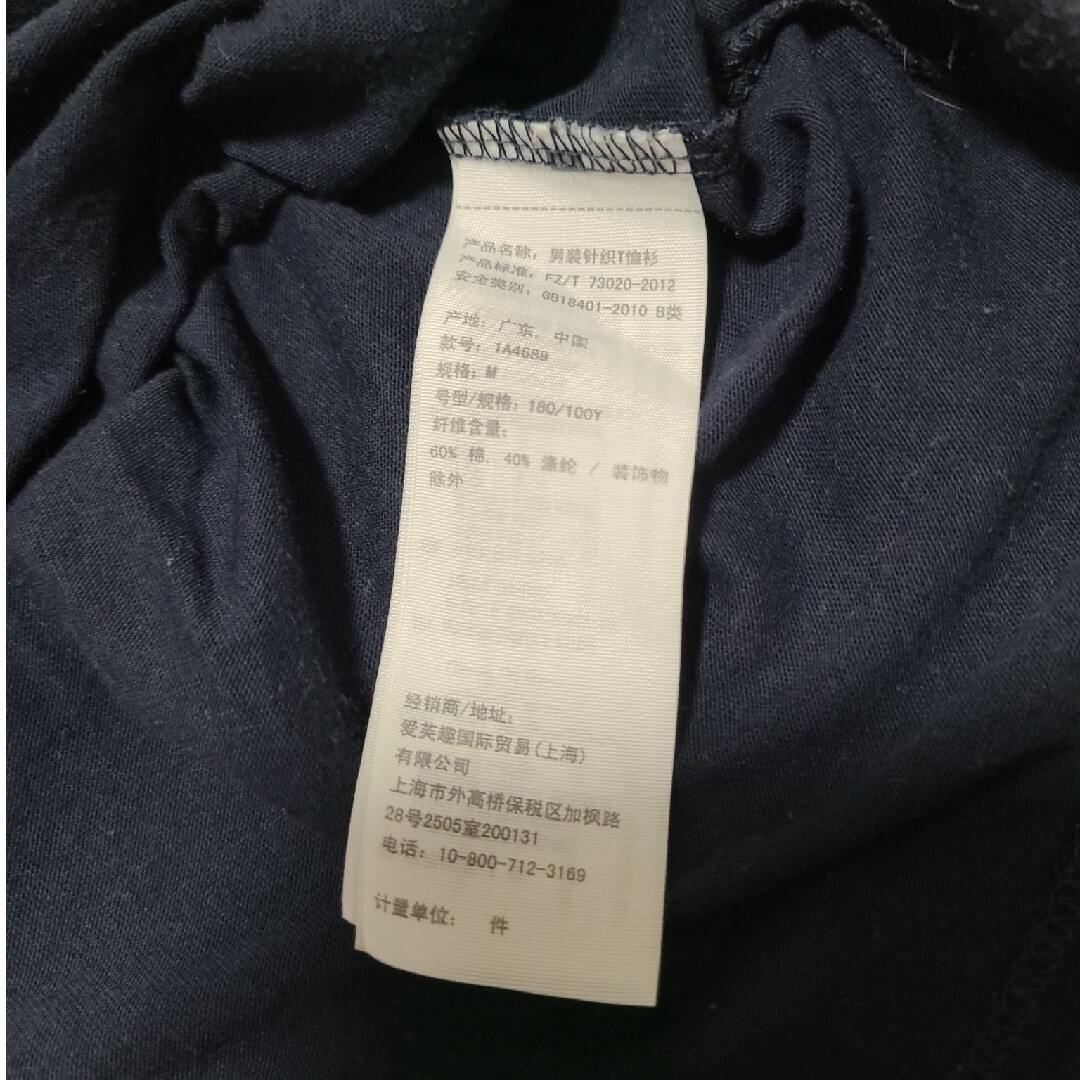 产品名称：男装针织T恤衫
产品标准：FZ/T 73020-2012
安全类别：GB18401-2010 B类
产地：广东，中国
款号：1A4689
规格：M
号型/规格：180/100Y
纤维含量：
60% 棉，40% 涤纶 / 装饰物
除外
经销商/地址：
爱芙趣国际贸易(上海)
有限公司
上海市外高桥保税区加枫路
28号2505室200131
电话：10-800-712-3169
计量单位： 件